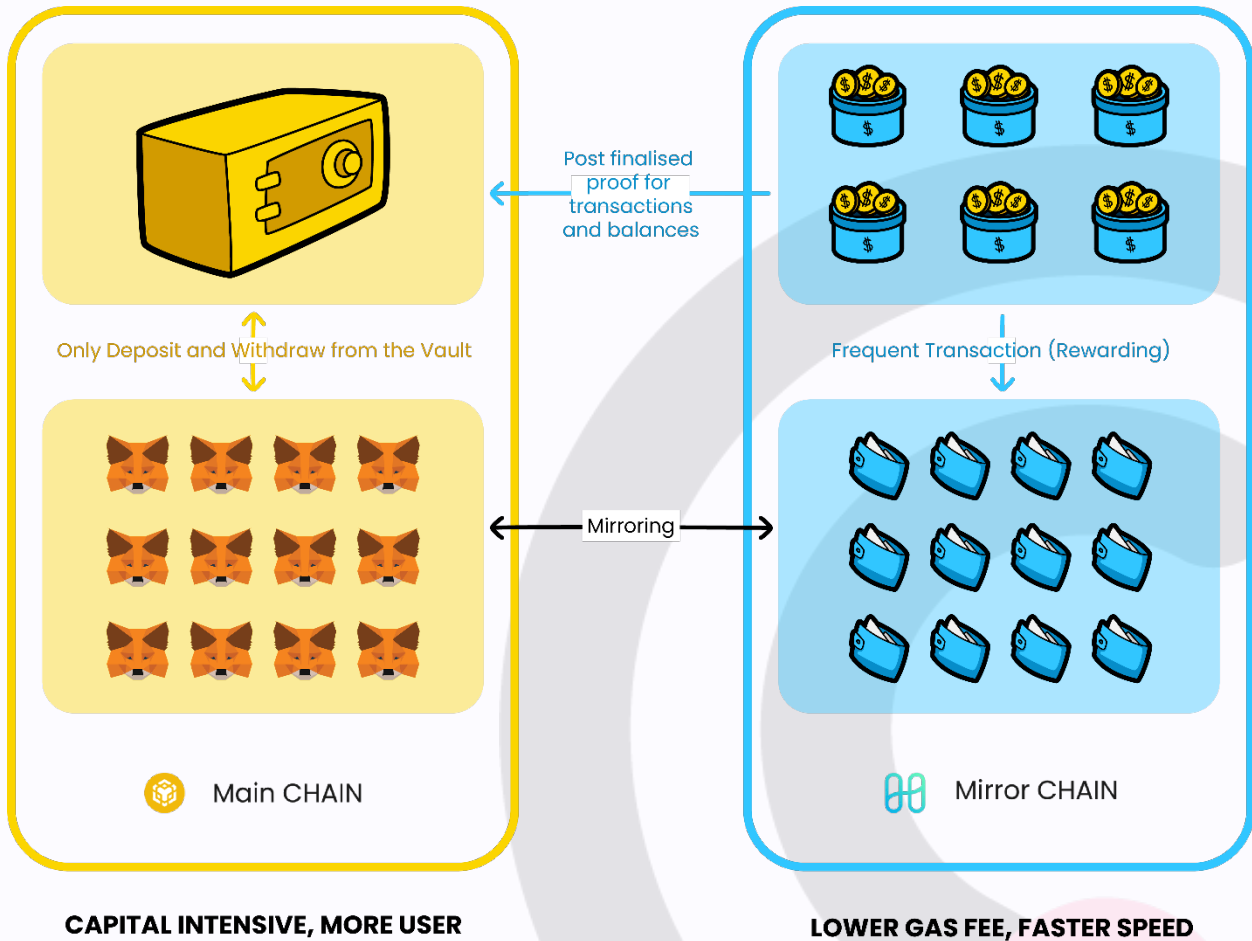 Post finalised
proof for
transactions
and balances
Only Deposit and Withdraw from the Vault
Frequent Transaction (Rewarding)
$ $ $ $ $ $ $ $ $
$ $ $
$ $ $ $ $ $ $ $ $
$ $ $
Mirroring
Main CHAIN
Mirror CHAIN
CAPITAL INTENSIVE, MORE USER
LOWER GAS FEE, FASTER SPEED